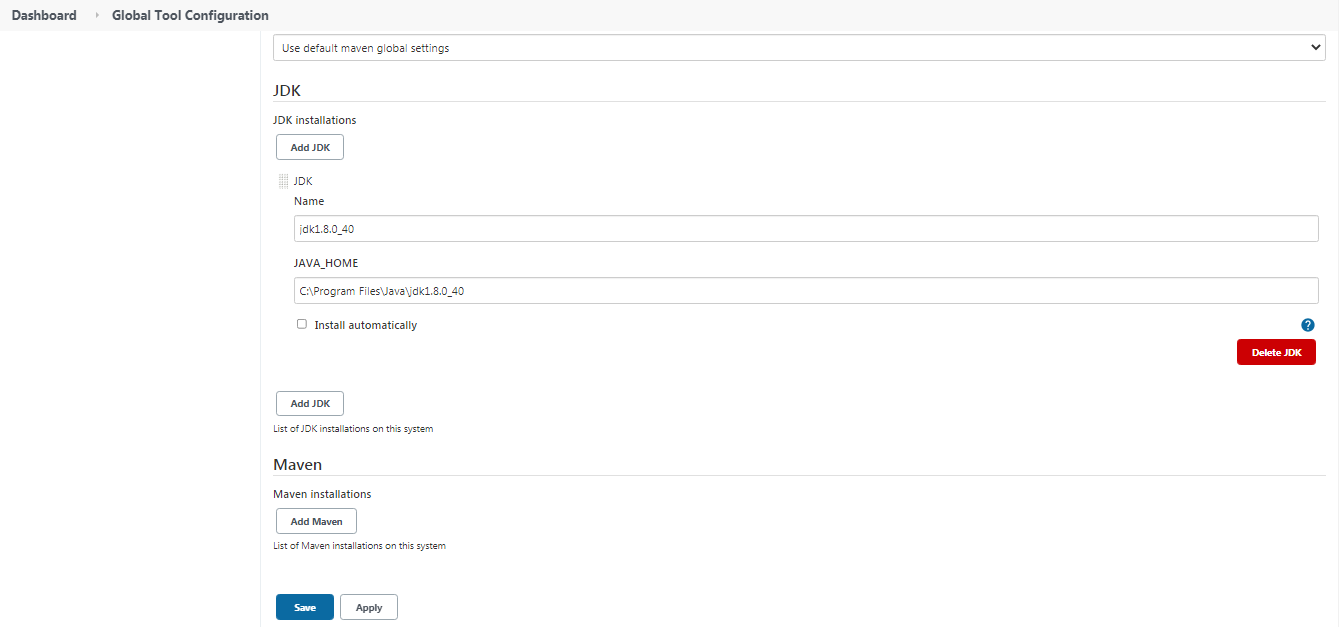 Dashboard Global Tool Configuration
Use default maven global settings
JDK
JDK installations
Add JDK
JDK
Name
jdk1.8.0_40
JAVA_HOME
C:\Program Files\Java\jdk1.8.0_40
Install automatically ?
Delete JDK
Add JDK
List of JDK installations on this system
Maven
Maven installations
Add Maven
List of Maven installations on this system
Save Apply